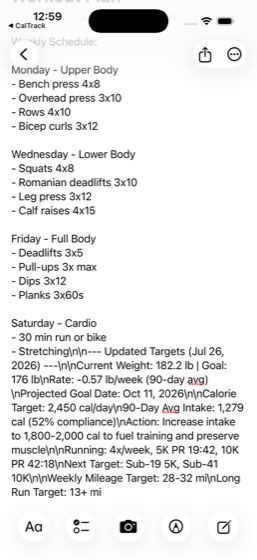 12:59
◀ CalTrack
Weekly Schedule:
Monday - Upper Body
- Bench press 4x8
- Overhead press 3x10
- Rows 4x10
- Bicep curls 3x12
Wednesday - Lower Body
- Squats 4x8
- Romanian deadlifts 3x10
- Leg press 3x12
- Calf raises 4x15
Friday - Full Body
- Deadlifts 3x5
- Pull-ups 3x max
- Dips 3x12
- Planks 3x60s
Saturday - Cardio
- 30 min run or bike
- Stretching\n\n--- Updated Targets (Jul 26,
2026) ---\n\nCurrent Weight: 182.2 lb | Goal:
176 lb\nRate: -0.57 lb/week (90-day avg)
\nProjected Goal Date: Oct 11, 2026\n\nCalorie
Target: 2,450 cal/day\n90-Day Avg Intake: 1,279
cal (52% compliance)\nAction: Increase intake
to 1,800-2,000 cal to fuel training and preserve
muscle\n\nRunning: 4x/week, 5K PR 19:42, 10K
PR 42:18\nNext Target: Sub-19 5K, Sub-41
10K\n\nWeekly Mileage Target: 28-32 mi\nLong
Run Target: 13+ mi
Aa